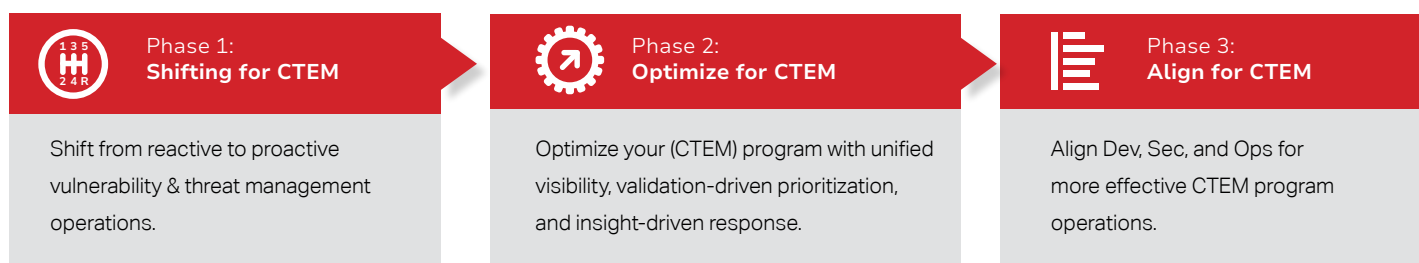 1 3 5
2 4 R
Phase 1:
Shifting for CTEM
Shift from reactive to proactive
vulnerability & threat management
operations.
Phase 2:
Optimize for CTEM
Optimize your (CTEM) program with unified
visibility, validation-driven prioritization,
and insight-driven response.
Phase 3:
Align for CTEM
Align Dev, Sec, and Ops for
more effective CTEM program
operations.